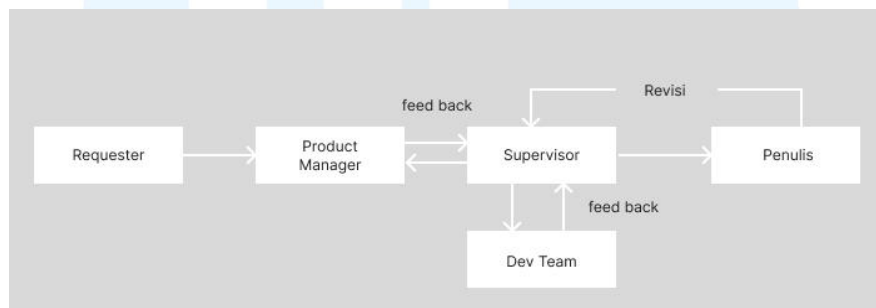 Revisi
feed back
Requester
Product
Manager
Supervisor
Penulis
feed back
Dev Team